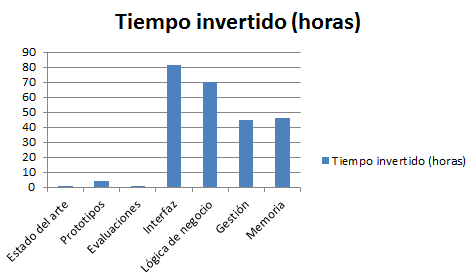 Tiempo invertido (horas)
90
80
70
60
50
40
30
20
10
0
Estado del arte
Prototipos
Evaluaciones
Interfaz
Lógica de negocio
Gestión
Memoria
Tiempo invertido (horas)